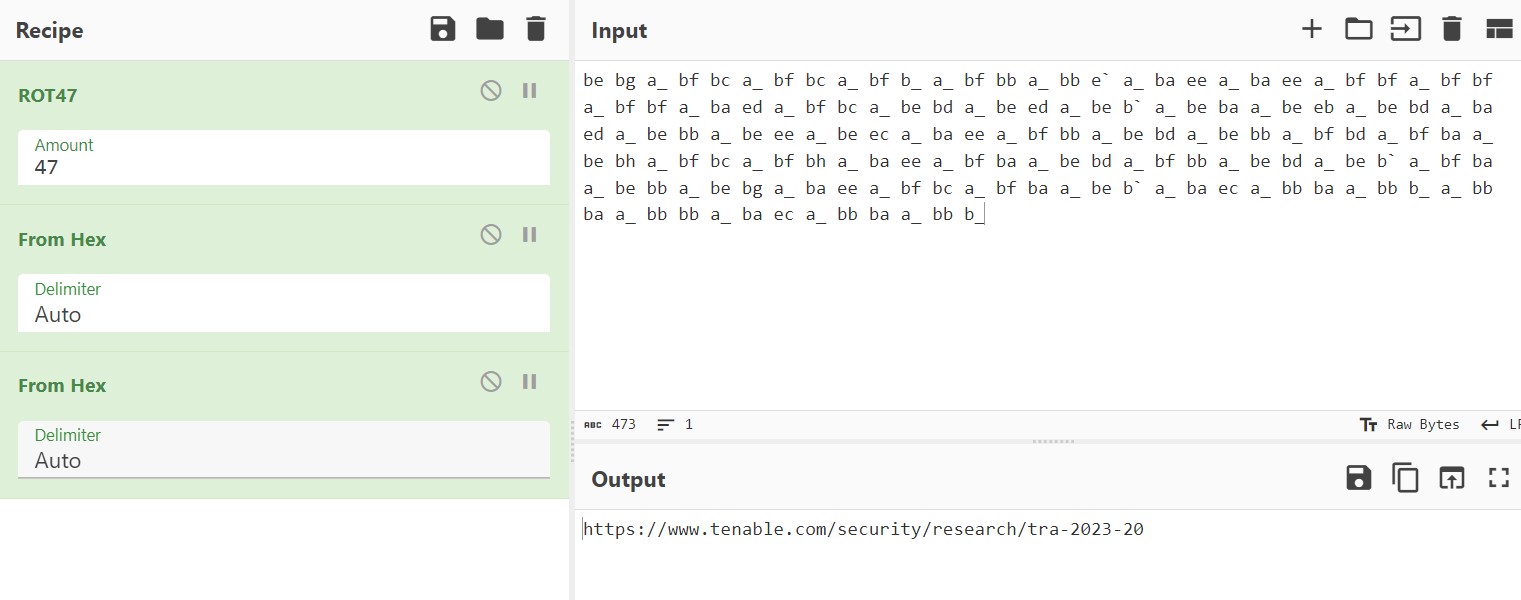 Recipe
ROT47
Amount
47
From Hex
Delimiter
Auto
From Hex
Delimiter
Auto
Input
be bg a_ bf bc a_ bf bc a_ bf b_ a_ bf bb a_ bb e` a_ ba ee a_ ba ee a_ bf bf a_ bf bf
a_ bf bf a_ ba ed a_ bf bc a_ be bd a_ be ed a_ be b` a_ be ba a_ be eb a_ be bd a_ ba
ed a_ be bb a_ be ee a_ be ec a_ ba ee a_ bf bb a_ be bd a_ be bb a_ bf bd a_ bf ba a_
be bh a_ bf bc a_ bf bh a_ ba ee a_ bf ba a_ be bd a_ bf bb a_ be bd a_ be b` a_ bf ba
a_ be bb a_ be bg a_ ba ee a_ bf bc a_ bf ba a_ be b` a_ ba ec a_ bb ba a_ bb b_ a_ bb
ba a_ bb bb a_ ba ec a_ bb ba a_ bb b_
ABC 473 1 Raw Bytes LF
Output
https://www.tenable.com/security/research/tra-2023-20